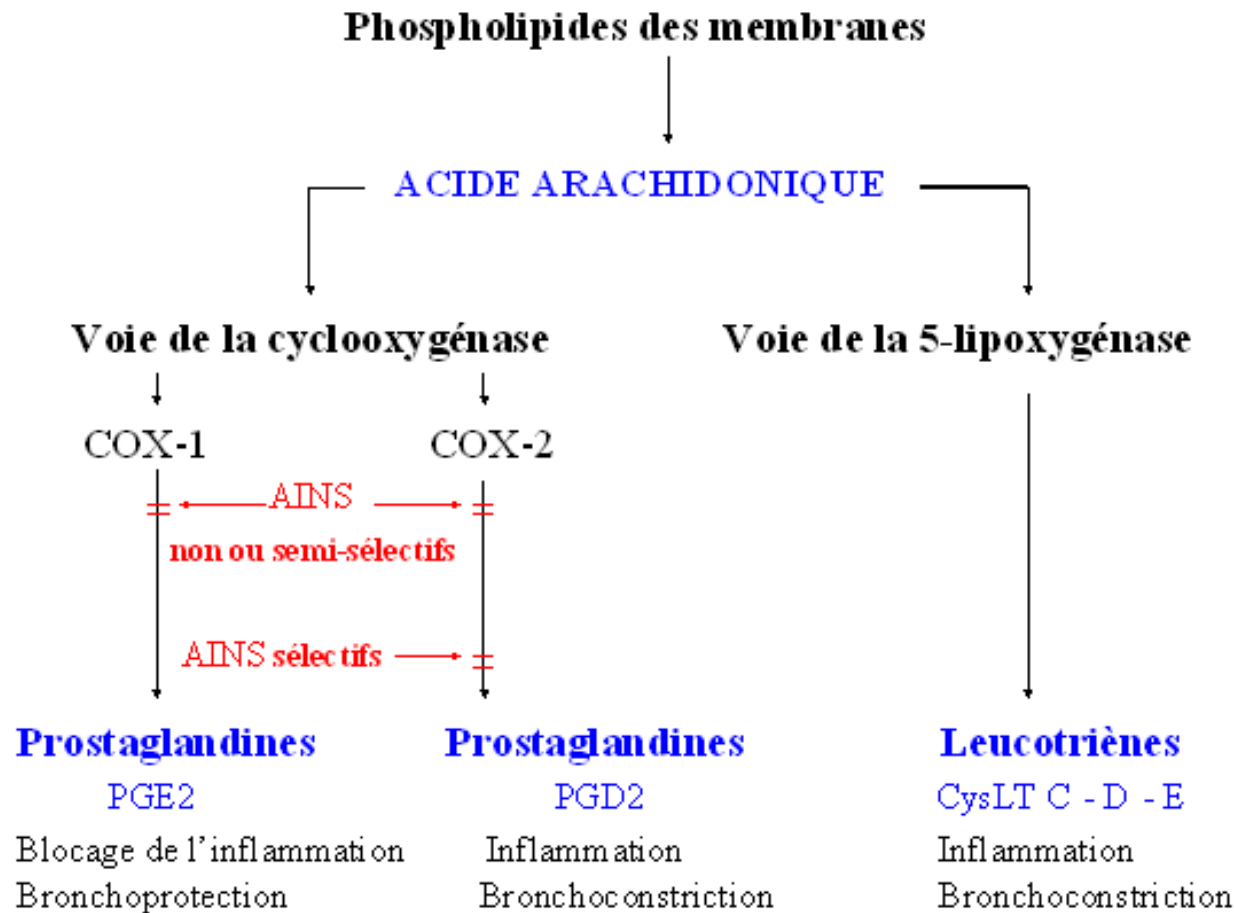 Phospholipides des membranes
ACIDE ARACHIDONIQUE
Voie de la cyclooxygénase
Voie de la 5-lipoxygénase
COX-1
COX-2
AINS
non ou semi-sélectifs
AINS sélectifs
Prostaglandines
Prostaglandines
Leucotriènes
PGE2
PGD2
CysLT C - D - E
Blocage de l'inflammation
Inflammation
Inflammation
Bronchoprotection
Bronchoconstriction
Bronchoconstriction